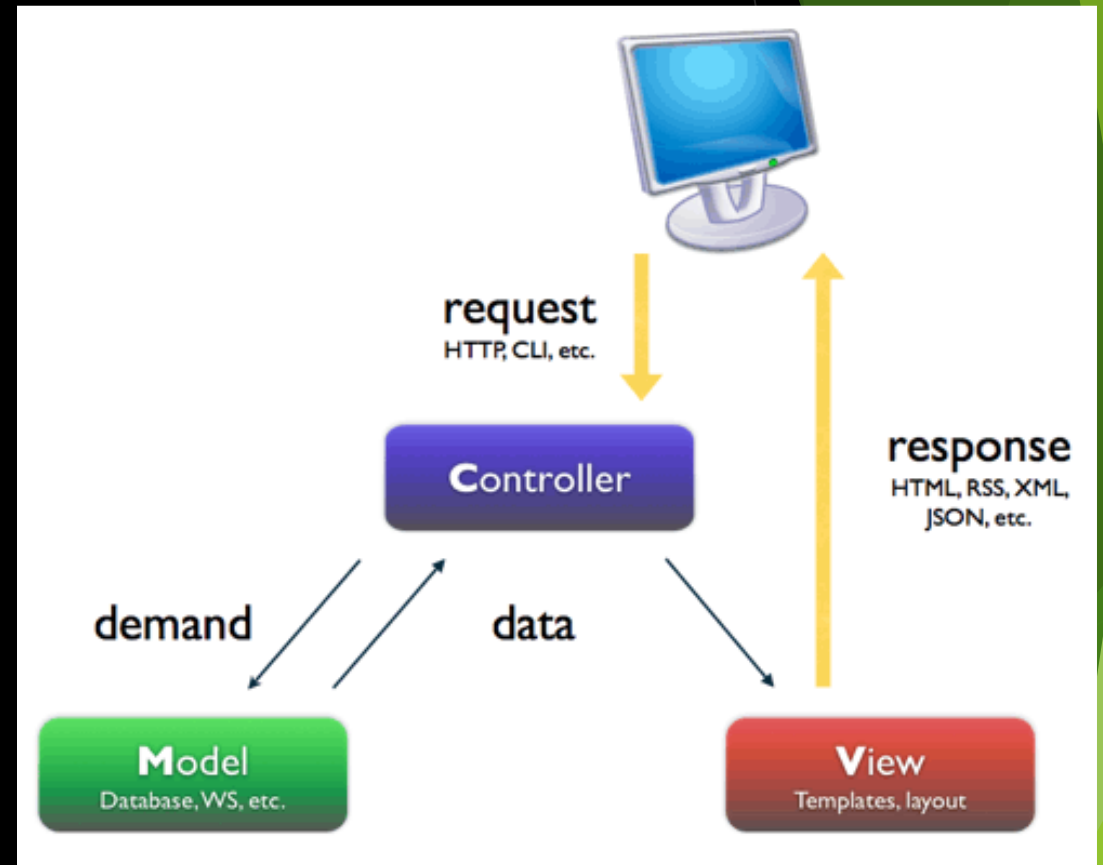 request
HTTP, CLI, etc.
Controller
response
HTML, RSS, XML,
JSON, etc.
demand
data
Model
Database, WS, etc.
View
Templates, layout